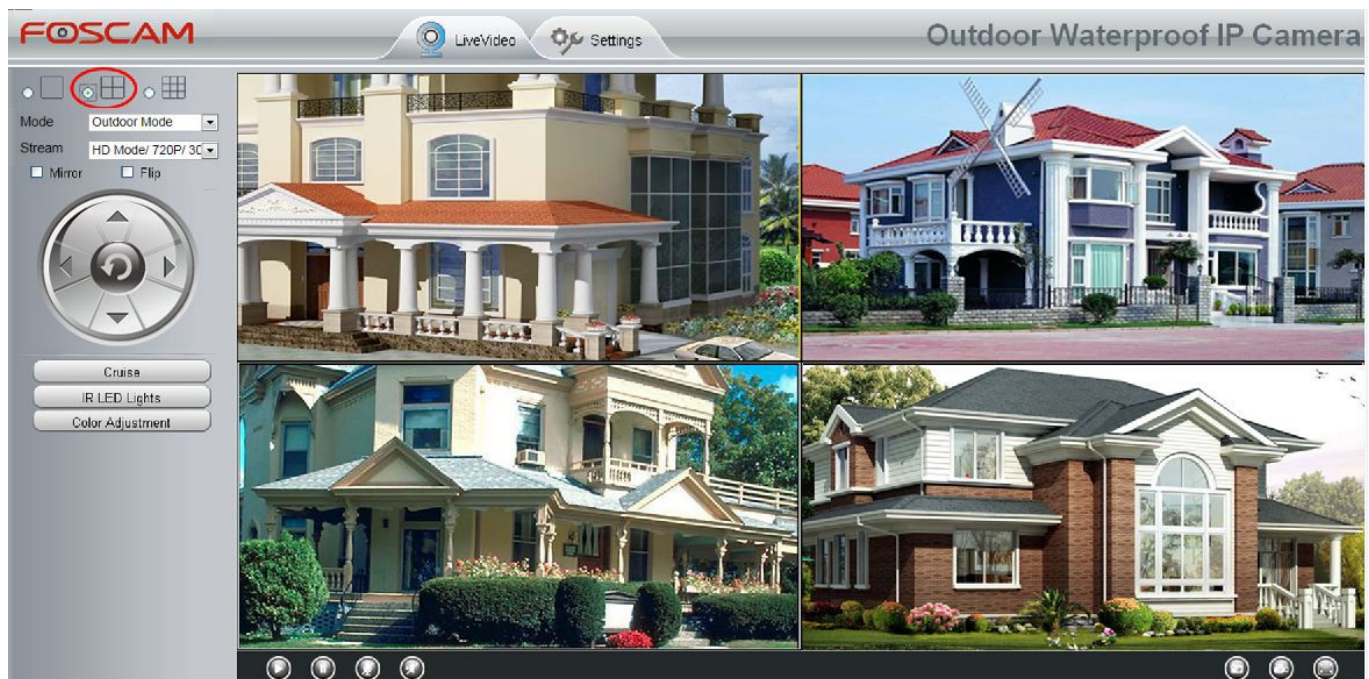 FOSCAM
LiveVideo
Settings
Outdoor Waterproof IP Camera
Mode
Outdoor Mode
Stream
HD Mode/ 720P/ 30
Mirror
Flip
Cruise
IR LED Lights
Color Adjustment